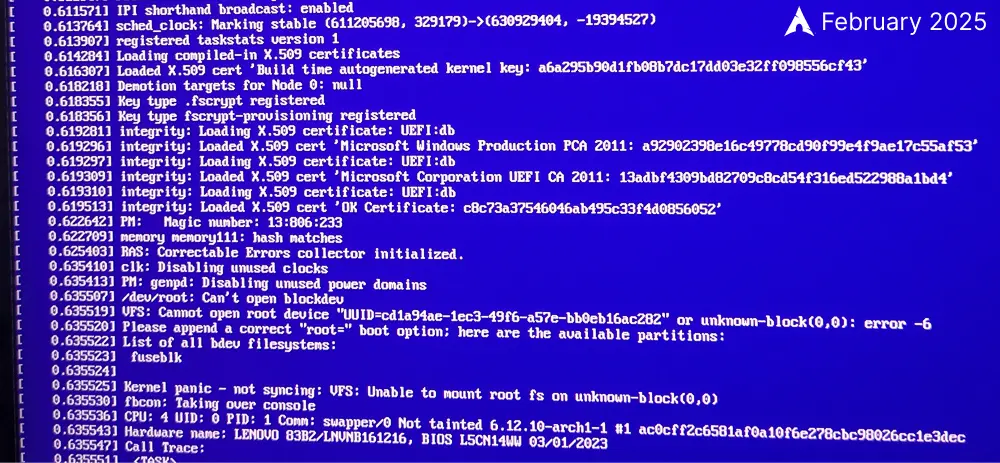 February 2025
[    0.611571] IPI shorthand broadcast: enabled
[    0.613764] sched_clock: Marking stable (611205698, 329179)->(630929404, -19394527)
[    0.613907] registered taskstats version 1
[    0.614284] Loading compiled-in X.509 certificates
[    0.616307] Loaded X.509 cert 'Build time autogenerated kernel key: a6a295b90d1fb08b7dc17dd03e32ff098556cf43'
[    0.618218] Demotion targets for Node 0: null
[    0.618355] Key type .fscrypt registered
[    0.618356] Key type fscrypt-provisioning registered
[    0.619281] integrity: Loading X.509 certificate: UEFI:db
[    0.619296] integrity: Loaded X.509 cert 'Microsoft Windows Production PCA 2011: a92902398e16c49778cd90f99e4f9ae17c55af53'
[    0.619297] integrity: Loading X.509 certificate: UEFI:db
[    0.619309] integrity: Loaded X.509 cert 'Microsoft Corporation UEFI CA 2011: 13adbf4309bd82709c8cd54f316ed522988a1bd4'
[    0.619310] integrity: Loading X.509 certificate: UEFI:db
[    0.619513] integrity: Loaded X.509 cert 'OK Certificate: c8c73a37546046ab495c33f4d0856052'
[    0.622642] PM:   Magic number: 13:806:233
[    0.622709] memory memory111: hash matches
[    0.625403] RAS: Correctable Errors collector initialized.
[    0.635410] clk: Disabling unused clocks
[    0.635413] PM: genpd: Disabling unused power domains
[    0.635507] /dev/root: Can't open blockdev
[    0.635519] VFS: Cannot open root device "UUID=cd1a94ae-1ec3-49f6-a57e-bb0eb16ac282" or unknown-block(0,0): error -6
[    0.635520] Please append a correct "root=" boot option; here are the available partitions:
[    0.635522] List of all bdev filesystems:
[    0.635523]  fuseblk
[    0.635524]
[    0.635525] Kernel panic - not syncing: VFS: Unable to mount root fs on unknown-block(0,0)
[    0.635530] fbcon: Taking over console
[    0.635536] CPU: 4 UID: 0 PID: 1 Comm: swapper/0 Not tainted 6.12.10-arch1-1 #1 ac0cff2c6581af0a10f6e278cbc98026cc1e3dec
[    0.635543] Hardware name: LENOVO 83B2/LNVNB161216, BIOS L5CN14WW 03/01/2023
[    0.635547] Call Trace:
[    0.635551]  <TASK>